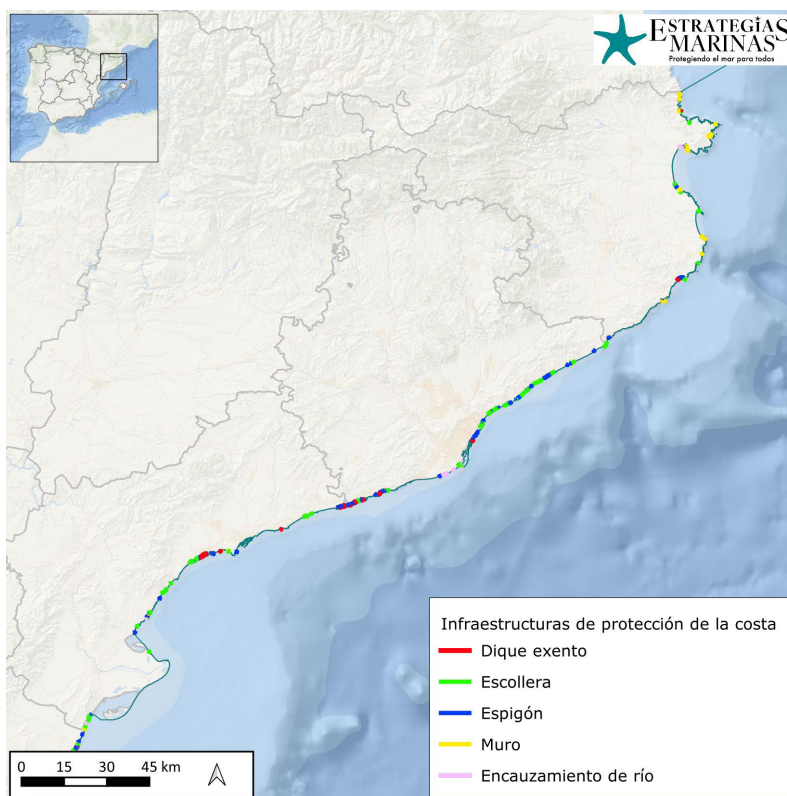 ESTRATEGIAS
MARINAS
Protegiendo el mar para todos
Infraestructuras de protección de la costa
Dique exento
Escollera
Espigón
Muro
Encauzamiento de río
0 15 30 45 km